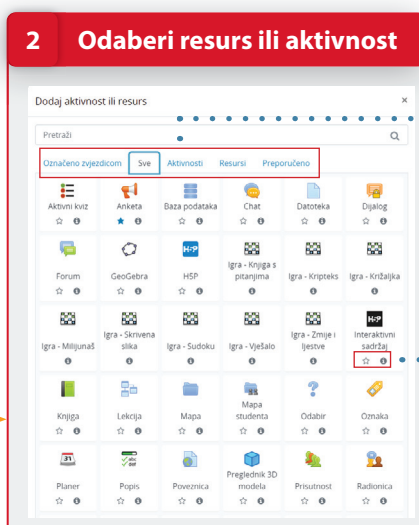 2 Odaberi resurs ili aktivnost
Dodaj aktivnost ili resurs ×
Pretraži
Označeno zvjezdicom Sve Aktivnosti Resursi Preporučeno
Aktivni kviz Anketa Baza podataka Chat Datoteka Dijalog
H5P
Igra - Knjiga s
Forum GeoGebra H5P pitanjima Igra - Kripteks Igra - Križaljka
H5P
Igra - Skrivena Igra - Zmije i Interaktivni
Igra - Milijunaš slika Igra - Sudoku Igra - Vješalo ljestve sadržaj
Mapa
Knjiga Lekcija Mapa studenta Odabir Oznaka
31
Preglednik 3D
Planer Popis Poveznica modela Prisutnost Radionica